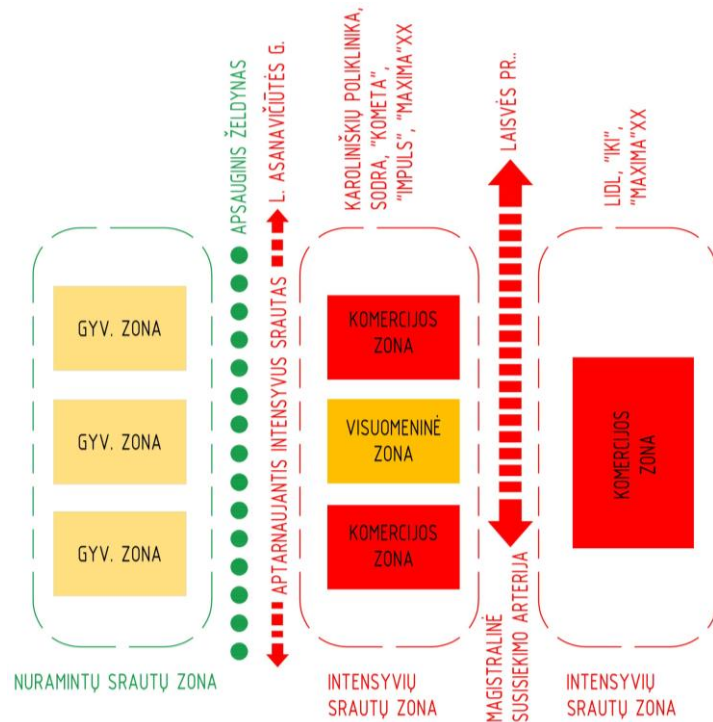 APSAUGINIS ŽELDYNAS
L. ASANAVIČIŪTĖS G.
KAROLINIŠKIŲ POLIKLINIKA,
SODRA, "KOMETA",
"IMPULS", "MAXIMA"XX
LAISVĖS PR..
LIDL, "IKI",
"MAXIMA"XX
GYV. ZONA
GYV. ZONA
GYV. ZONA
APTARNAUJANTIS INTENSYVUS SRAUTAS
KOMERCIJOS
ZONA
VISUOMENINĖ
ZONA
KOMERCIJOS
ZONA
MAGISTRALINĖ
SUSISIEKIMO ARTERIJA
KOMERCIJOS
ZONA
NURAMINTŲ SRAUTŲ ZONA
INTENSYVIŲ
SRAUTŲ ZONA
INTENSYVIŲ
SRAUTŲ ZONA